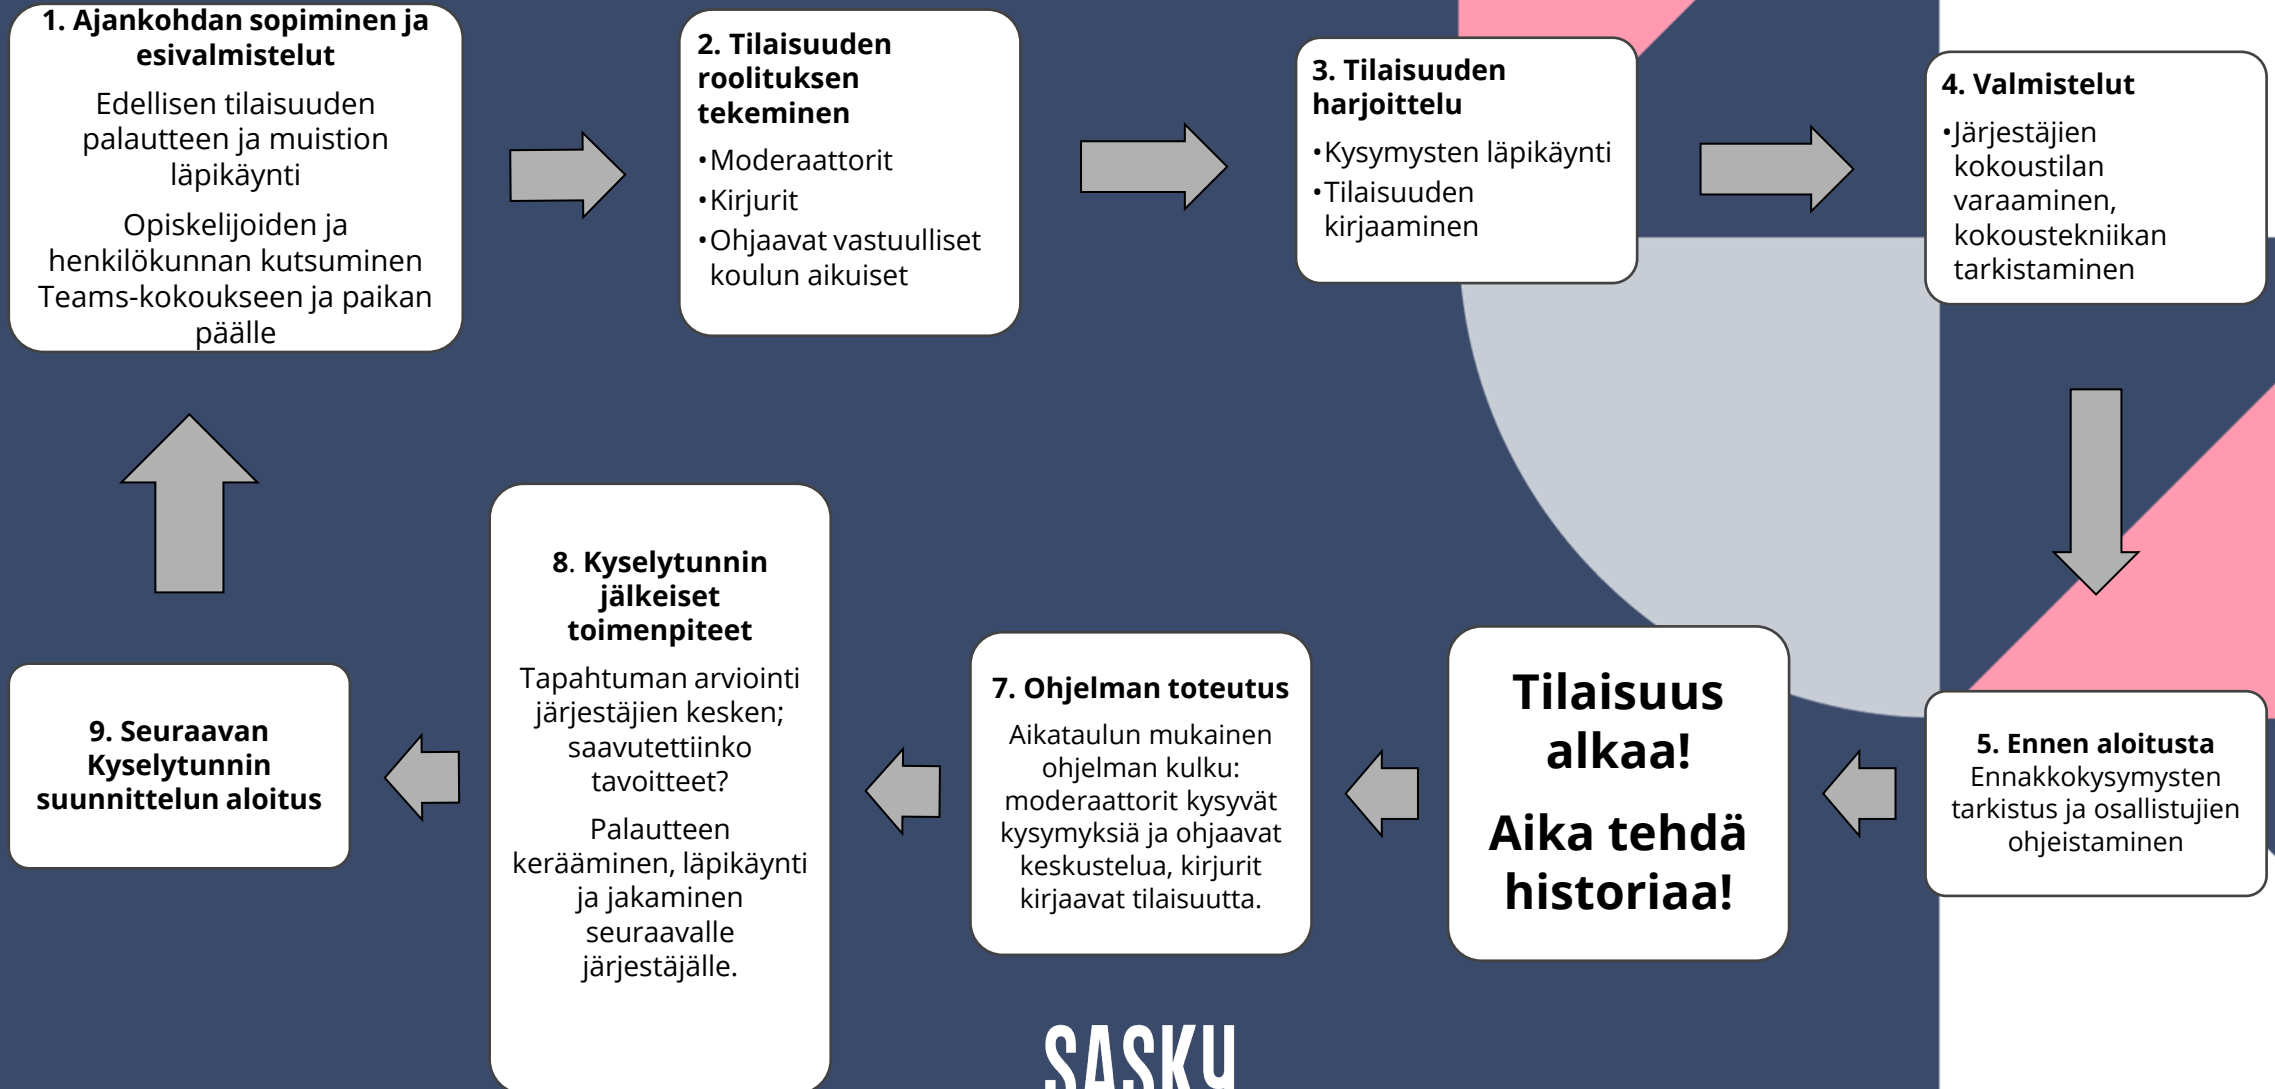 1. Ajankohdan sopiminen ja
esivalmistelut
Edellisen tilaisuuden
palautteen ja muistion
läpikäynti
Opiskelijoiden ja
henkilökunnan kutsuminen
Teams-kokoukseen ja paikan
päälle
2. Tilaisuuden
roolituksen
tekeminen
•Moderaattorit
•Kirjurit
•Ohjaavat vastuulliset
koulun aikuiset
3. Tilaisuuden
harjoittelu
•Kysymysten läpikäynti
•Tilaisuuden
kirjaaminen
4. Valmistelut
•Järjestäjien
kokoustilan
varaaminen,
kokoustekniikan
tarkistaminen
5. Ennen aloitusta
Ennakkokysymysten
tarkistus ja osallistujien
ohjeistaminen
Tilaisuus
alkaa!
Aika tehdä
historiaa!
7. Ohjelman toteutus
Aikataulun mukainen
ohjelman kulku:
moderaattorit kysyvät
kysymyksiä ja ohjaavat
keskustelua, kirjurit
kirjaavat tilaisuutta.
8. Kyselytunnin
jälkeiset
toimenpiteet
Tapahtuman arviointi
järjestäjien kesken;
saavutettiinko
tavoitteet?
Palautteen
kerääminen, läpikäynti
ja jakaminen
seuraavalle
järjestäjälle.
9. Seuraavan
Kyselytunnin
suunnittelun aloitus
SASKY